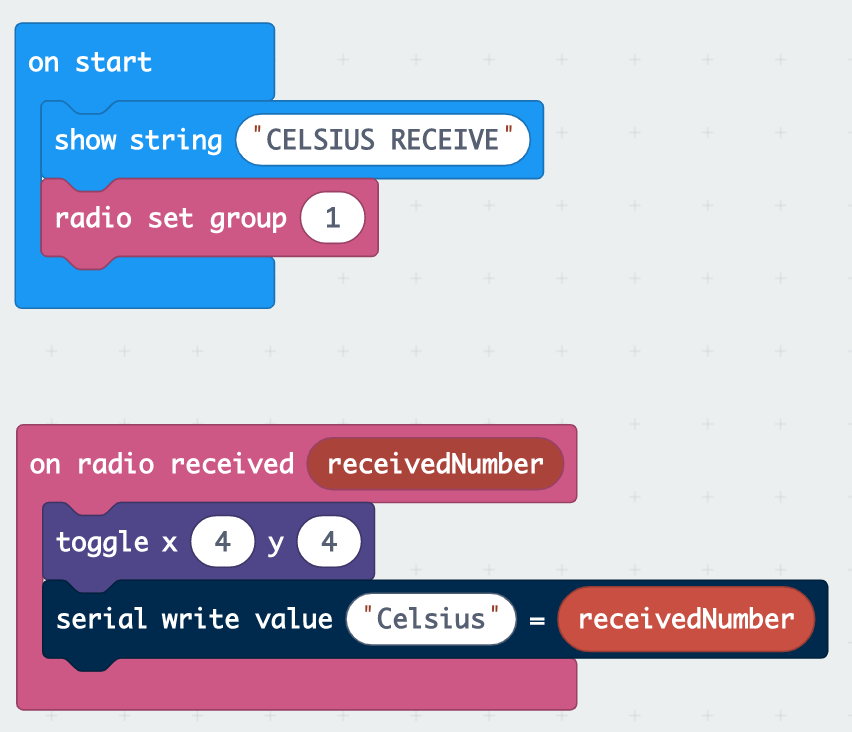 on start
show string "CELSIUS RECEIVE"
radio set group 1
on radio received receivedNumber
toggle x 4 y 4
serial write value "Celsius" = receivedNumber